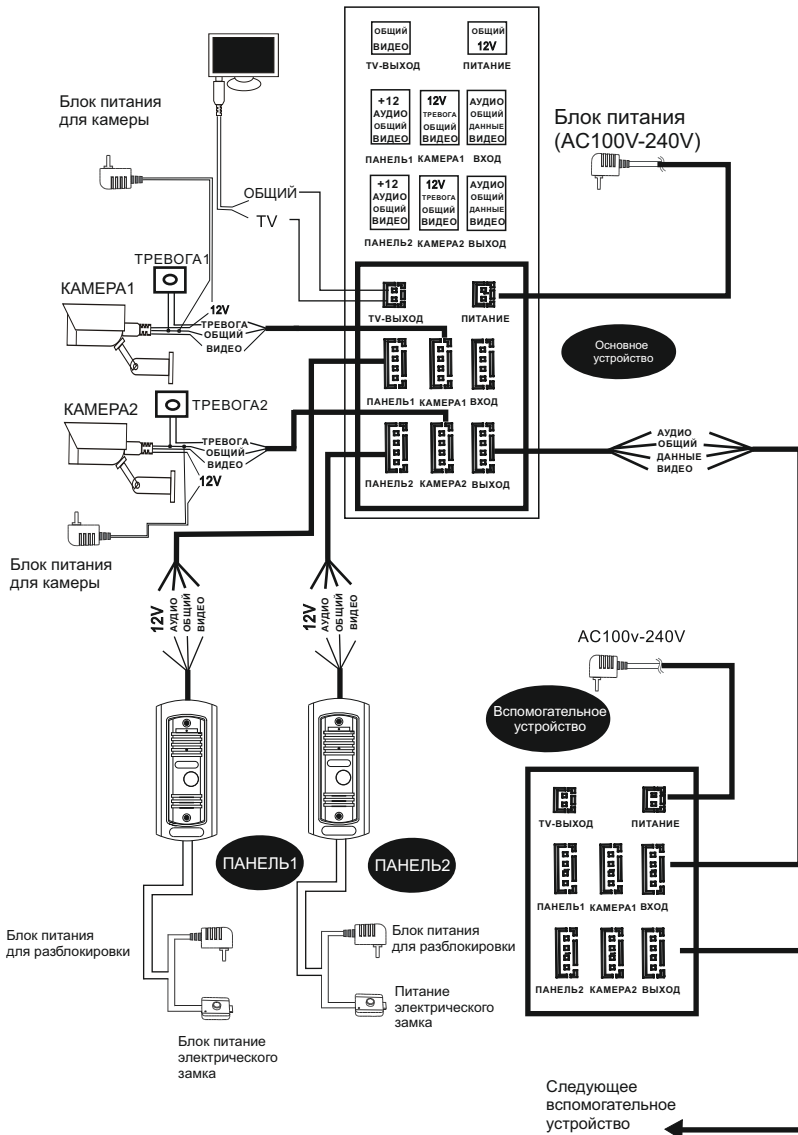 ОБЩИЙ
ВИДЕО
TV-ВЫХОД
ОБЩИЙ
12V
ПИТАНИЕ
Блок питания
для камеры
+12
АУДИО
ОБЩИЙ
ВИДЕО
ПАНЕЛЬ1
12V
ТРЕВОГА
ОБЩИЙ
ВИДЕО
КАМЕРА1
АУДИО
ОБЩИЙ
ДАННЫЕ
ВИДЕО
ВХОД
Блок питания
(AC100V-240V)
+12
АУДИО
ОБЩИЙ
ВИДЕО
ПАНЕЛЬ2
12V
ТРЕВОГА
ОБЩИЙ
ВИДЕО
КАМЕРА2
АУДИО
ОБЩИЙ
ДАННЫЕ
ВИДЕО
ВЫХОД
ОБЩИЙ
TV
ТРЕВОГА1
КАМЕРА1
12V
ТРЕВОГА
ОБЩИЙ
ВИДЕО
TV-ВЫХОД
ПИТАНИЕ
ПАНЕЛЬ1 КАМЕРА1 ВХОД
ПАНЕЛЬ2 КАМЕРА2 ВЫХОД
Основное
устройство
КАМЕРА2
ТРЕВОГА2
ТРЕВОГА
ОБЩИЙ
ВИДЕО
12V
Блок питания
для камеры
АУДИО
ОБЩИЙ
ДАННЫЕ
ВИДЕО
12V
АУДИО
ОБЩИЙ
ВИДЕО
12V
АУДИО
ОБЩИЙ
ВИДЕО
AC100v-240V
Вспомогательное
устройство
TV-ВЫХОД
ПИТАНИЕ
ПАНЕЛЬ1 КАМЕРА1 ВХОД
ПАНЕЛЬ2 КАМЕРА2 ВЫХОД
ПАНЕЛЬ1
ПАНЕЛЬ2
Блок питания
для разблокировки
Блок питание
электрического
замка
Блок питания
для разблокировки
Питание
электрического
замка
Следующее
вспомогательное
устройство